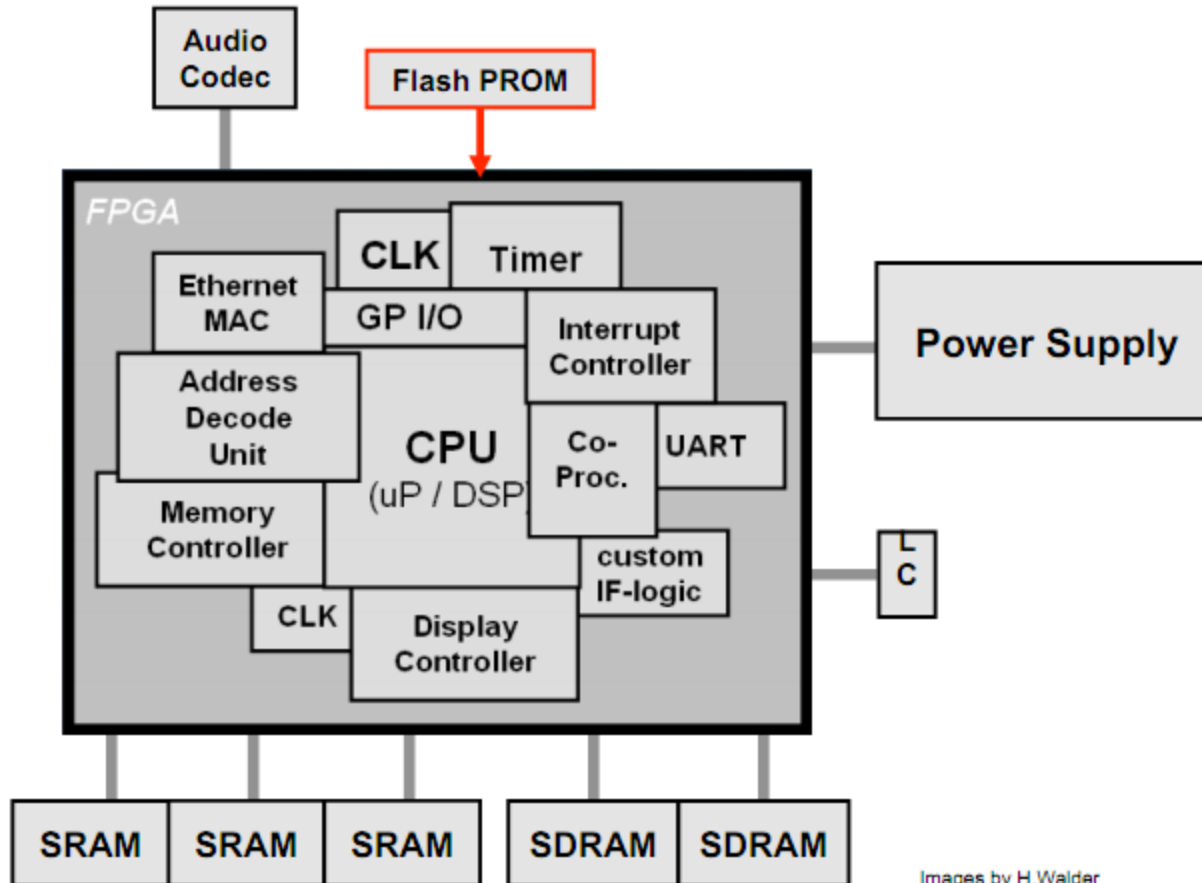 Audio
Codec
Flash PROM
FPGA
CLK
Timer
Ethernet
MAC
GP I/O
Interrupt
Controller
Address
Decode
Unit
CPU
(uP / DSP)
Co-
Proc.
UART
Memory
Controller
custom
IF-logic
CLK
Display
Controller
Power Supply
L
C
SRAM
SRAM
SRAM
SDRAM
SDRAM
Images by H.Walder